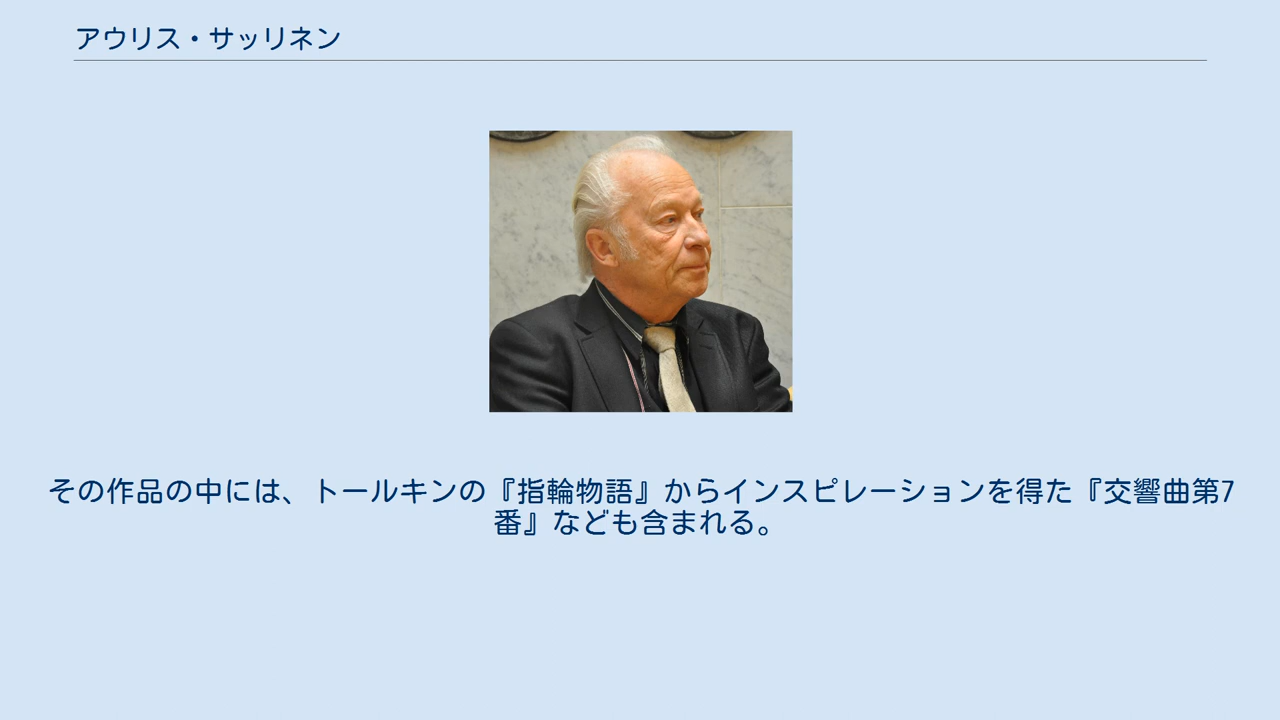 アウリス・サッリネン
その作品の中には、トールキンの『指輪物語』からインスピレーションを得た『交響曲第7
番』なども含まれる。